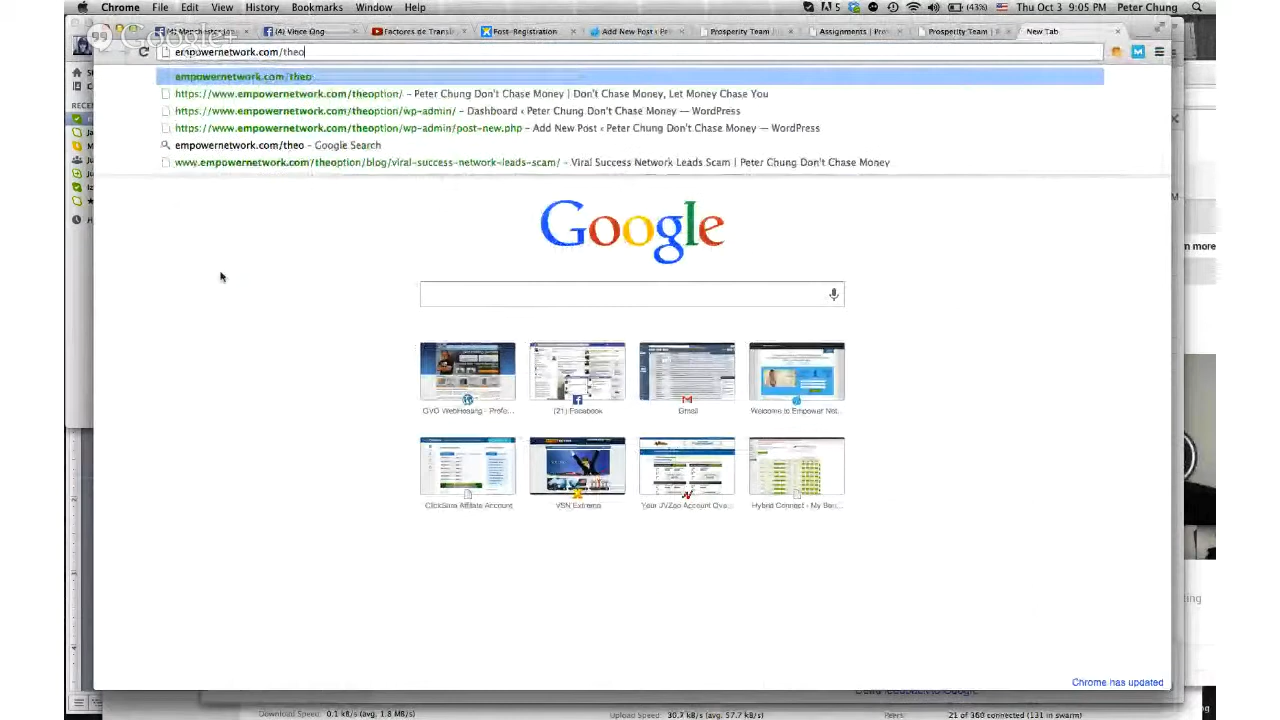 Chrome File Edit View History Bookmarks Window Help 5 (43%) Thu Oct 3 9:05 PM Peter Chung
Google+
(4) Vince Ong Factores de Transf Post-Registration Add New Post ‹ Pe Prosperity Team Assignments | Pro Prosperity Team New Tab
empowernetwork.com/theo
empowernetwork.com/theo
https://www.empowernetwork.com/theoption/ - Peter Chung Don't Chase Money | Don't Chase, Let Money Chase You
https://www.empowernetwork.com/theoption/wp-admin/ - Dashboard ‹ Peter Chung Don't Chase Money — WordPress
https://www.empowernetwork.com/theoption/wp-admin/post-new.php - Add New Post ‹ Peter Chung Don't Chase Money — WordPress
empowernetwork.com/theo - Google Search
www.empowernetwork.com/theoption/blog/viral-success-network-leads-scam/ - Viral Success Network Leads Scam | Peter Chung Don't Chase Money
Google
n more
GVO WebHosting - Profe... (21) Facebook Gmail Welcome to Empower Net...
ClickSure Affiliate Account VSN Extreme Your JVZoo Account Ove... Hybrid Connect - My Bou...
Chrome has updated
Download Speed: 0.1 kB/s (avg. 1.8 MB/s) Upload Speed: 30.7 kB/s (avg. 57.7 kB/s) Peers: 21 of 360 connected (131 in swarm)